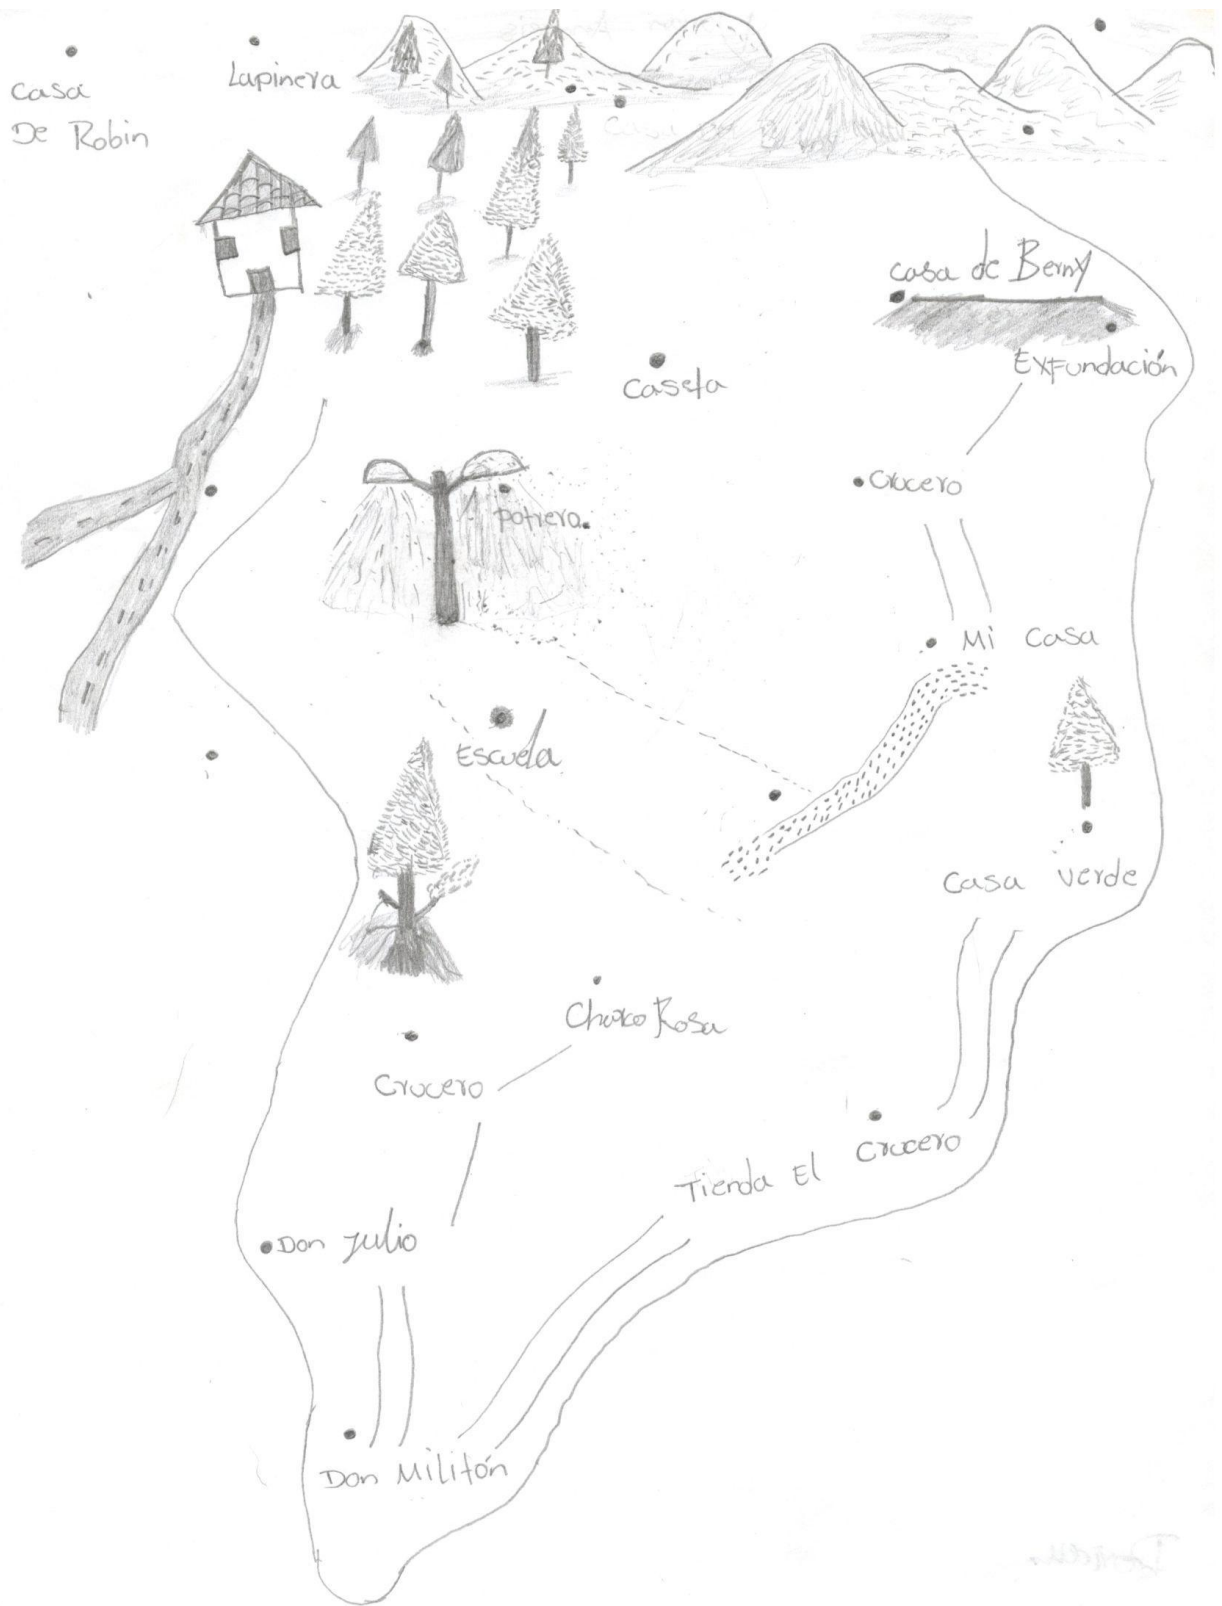 Casa
De Robin
Lapinera
casa de Berny
ExFundación
Caseta
Crucero
Potrero
Mi casa
Escuela
Casa verde
Choko Rosa
Crucero
Tienda El Crucero
Don Julio
Don Militón